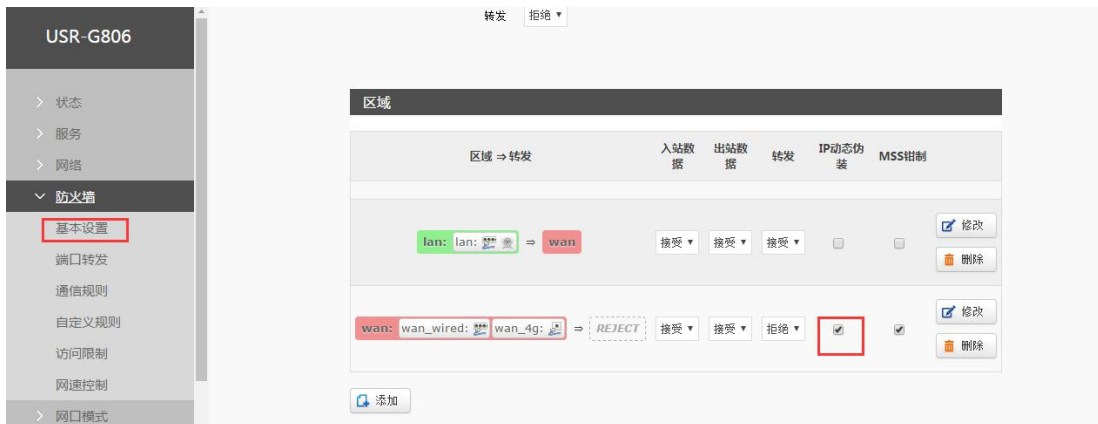 转发 拒绝
USR-G806
状态
服务
网络
防火墙
基本设置
端口转发
通信规则
自定义规则
访问限制
网速控制
网口模式
区域
区域 ⇒ 转发 入站数据 出站数据 转发 IP动态伪装 MSS钳制
lan: lan: ⇒ wan 接受 接受 接受 修改
删除
wan: wan_wired: wan_4g: ⇒ REJECT 接受 接受 拒绝 修改
删除
添加